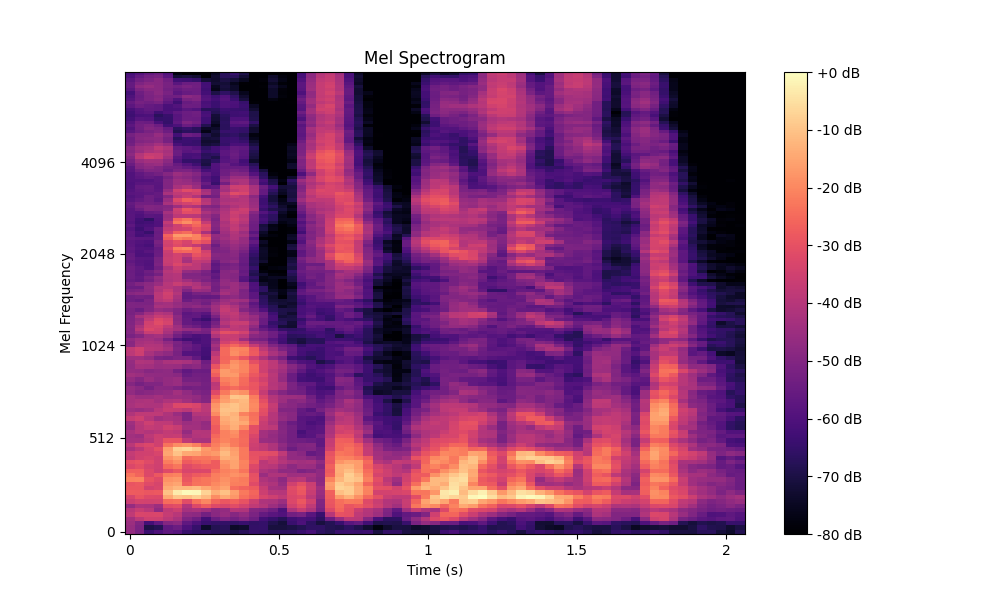 Mel Spectrogram
Mel Frequency
4096
2048
1024
512
0
0
0.5
1
1.5
2
Time (s)
+0 dB
-10 dB
-20 dB
-30 dB
-40 dB
-50 dB
-60 dB
-70 dB
-80 dB